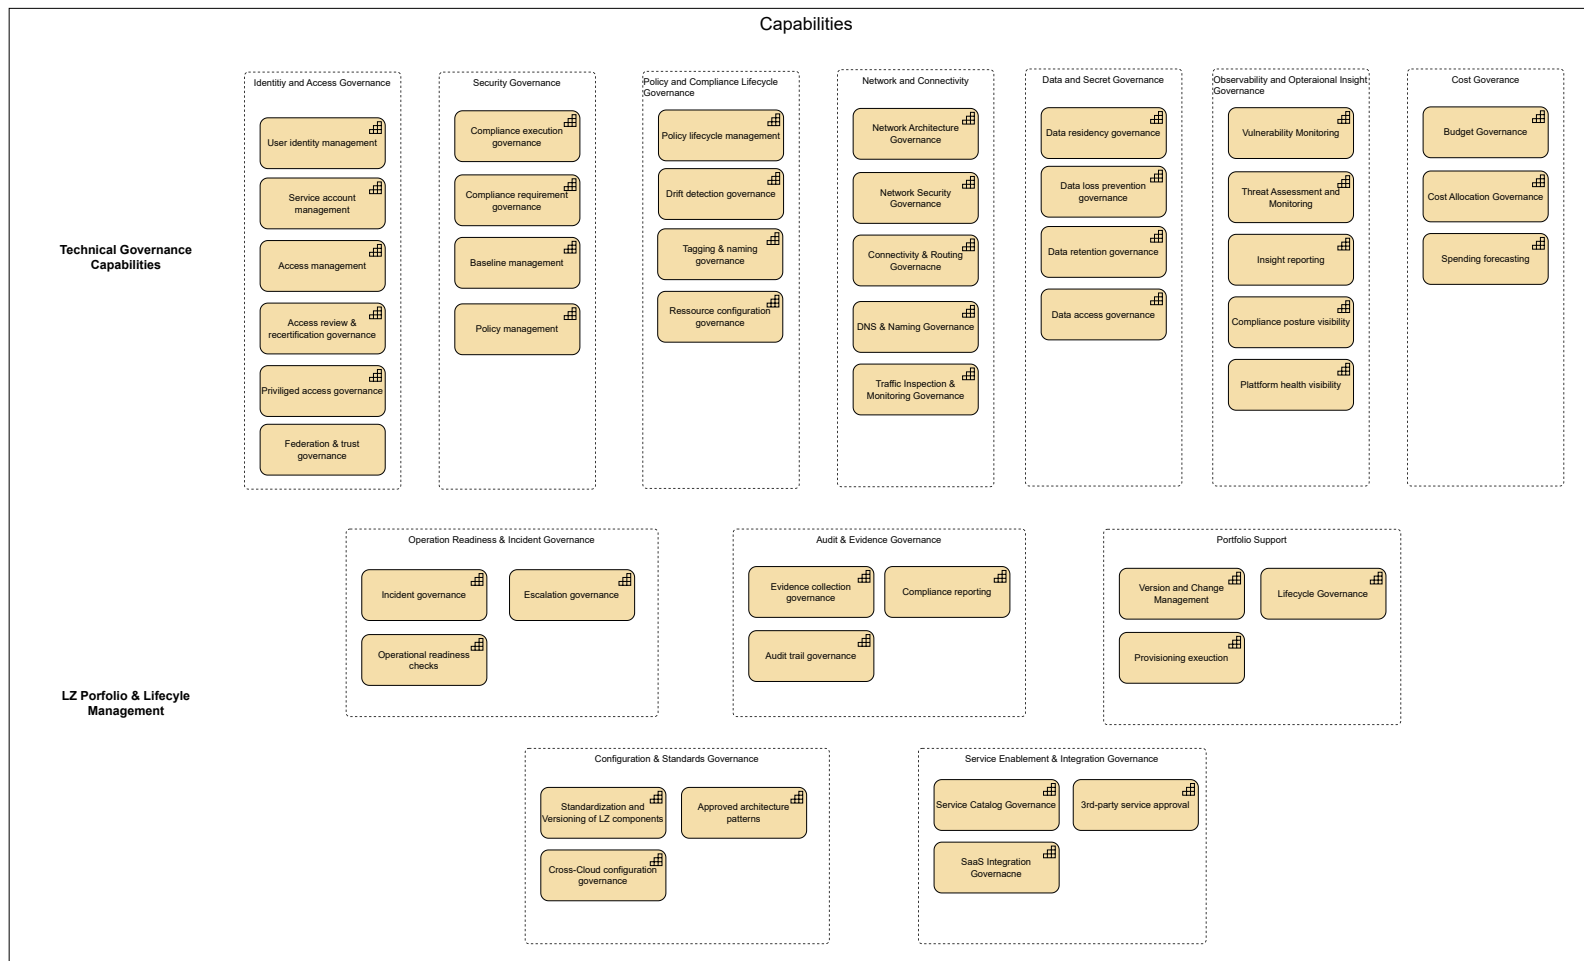 Capabilities
Identitiy and Access Governance
User identity management
Service account
management
Access management
Access review &
recertification governance
Priviliged access governance
Federation & trust
governance
Security Governance
Compliance execution
governance
Compliance requirement
governance
Baseline management
Policy management
Policy and Compliance Lifecycle
Governance
Policy lifecycle management
Drift detection governance
Tagging & naming
governance
Ressource configuration
governance
Network and Connectivity
Network Architecture
Governance
Network Security
Governance
Connectivity & Routing
Governacne
DNS & Naming Governance
Traffic Inspection &
Monitoring Governance
Data and Secret Governance
Data residency governance
Data loss prevention
governance
Data retention governance
Data access governance
Observability and Opteraional Insight
Governance
Vulnerability Monitoring
Threat Assessment and
Monitoring
Insight reporting
Compliance posture visibility
Plattform health visibility
Cost Goverance
Budget Governance
Cost Allocation Governance
Spending forecasting
Technical Governance
Capabilities
Operation Readiness & Incident Governance
Incident governance
Escalation governance
Operational readiness
checks
Audit & Evidence Governance
Evidence collection
governance
Compliance reporting
Audit trail governance
Portfolio Support
Version and Change
Management
Lifecycle Governance
Provisioning exeuction
LZ Porfolio & Lifecyle
Management
Configuration & Standards Governance
Standardization and
Versioning of LZ components
Approved architecture
patterns
Cross-Cloud configuration
governance
Service Enablement & Integration Governance
Service Catalog Governance
3rd-party service approval
SaaS Integration
Governacne